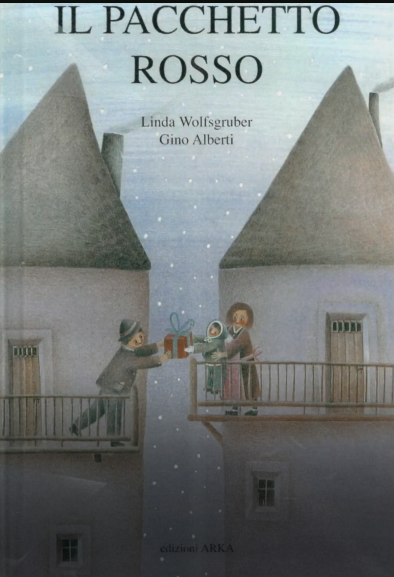 IL PACCHETTO
ROSSO
Linda Wolfsgruber
Gino Alberti
edizioni ARKA